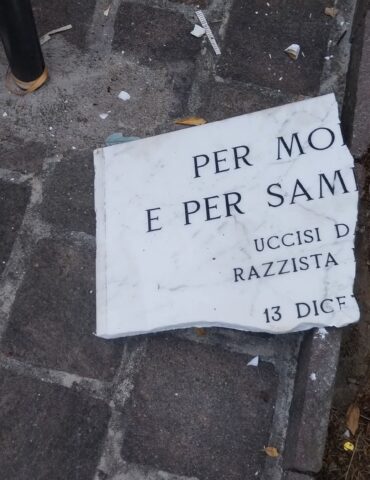 PER MO
E PER SAM
UCCISI D
RAZZISTA
13 DICE